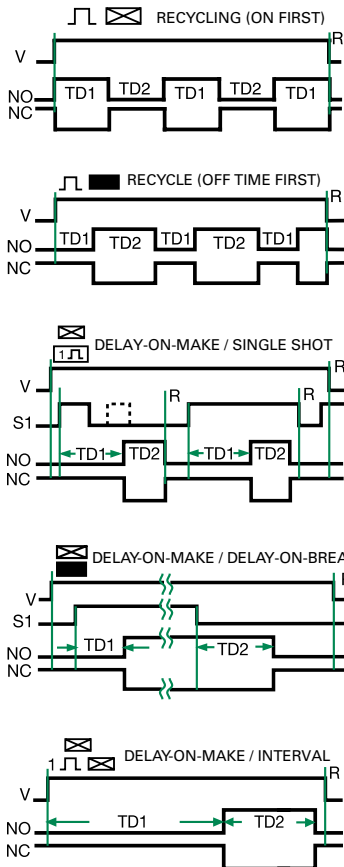 RECYCLING (ON FIRST)
V R
NO TD1 TD2 TD1 TD2 TD1
NC
RECYCLE (OFF TIME FIRST)
V R
NO TD1 TD2 TD1 TD2 TD1
NC
1 DELAY-ON-MAKE / SINGLE SHOT
V R
S1 R R
NO TD1 TD2 TD1 TD2
NC
DELAY-ON-MAKE / DELAY-ON-BREA
V
S1
NO TD1 TD2
NC
DELAY-ON-MAKE / INTERVAL
1
V R
NO TD1 TD2
NC